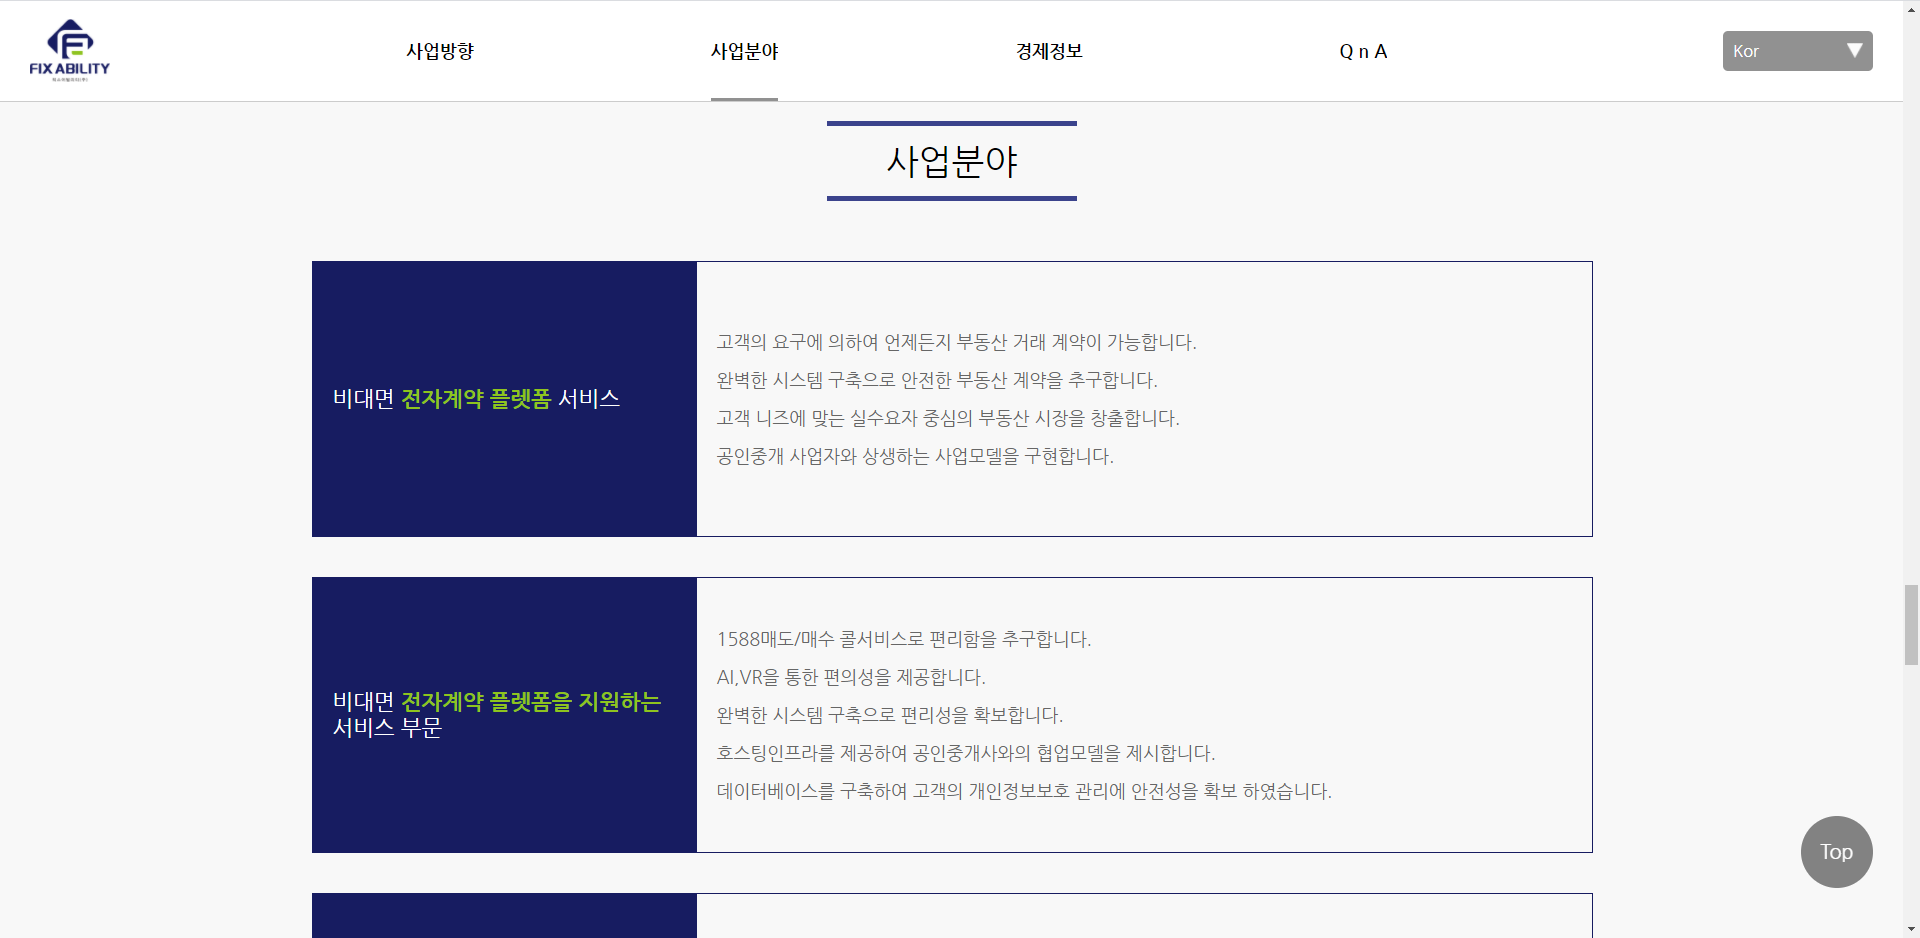 FIX ABILITY
사업방향
사업분야
경제정보
Q n A
Kor
사업분야
비대면 전자계약 플렛폼 서비스
고객의 요구에 의하여 언제든지 부동산 거래 계약이 가능합니다.
완벽한 시스템 구축으로 안전한 부동산 계약을 추구합니다.
고객 니즈에 맞는 실수요자 중심의 부동산 시장을 창출합니다.
공인중개 사업자와 상생하는 사업모델을 구현합니다.
비대면 전자계약 플렛폼을 지원하는
서비스 부문
1588매도/매수 콜서비스로 편리함을 추구합니다.
AI,VR을 통한 편의성을 제공합니다.
완벽한 시스템 구축으로 편리성을 확보합니다.
호스팅인프라를 제공하여 공인중개사와의 협업모델을 제시합니다.
데이터베이스를 구축하여 고객의 개인정보보호 관리에 안전성을 확보 하였습니다.
Top